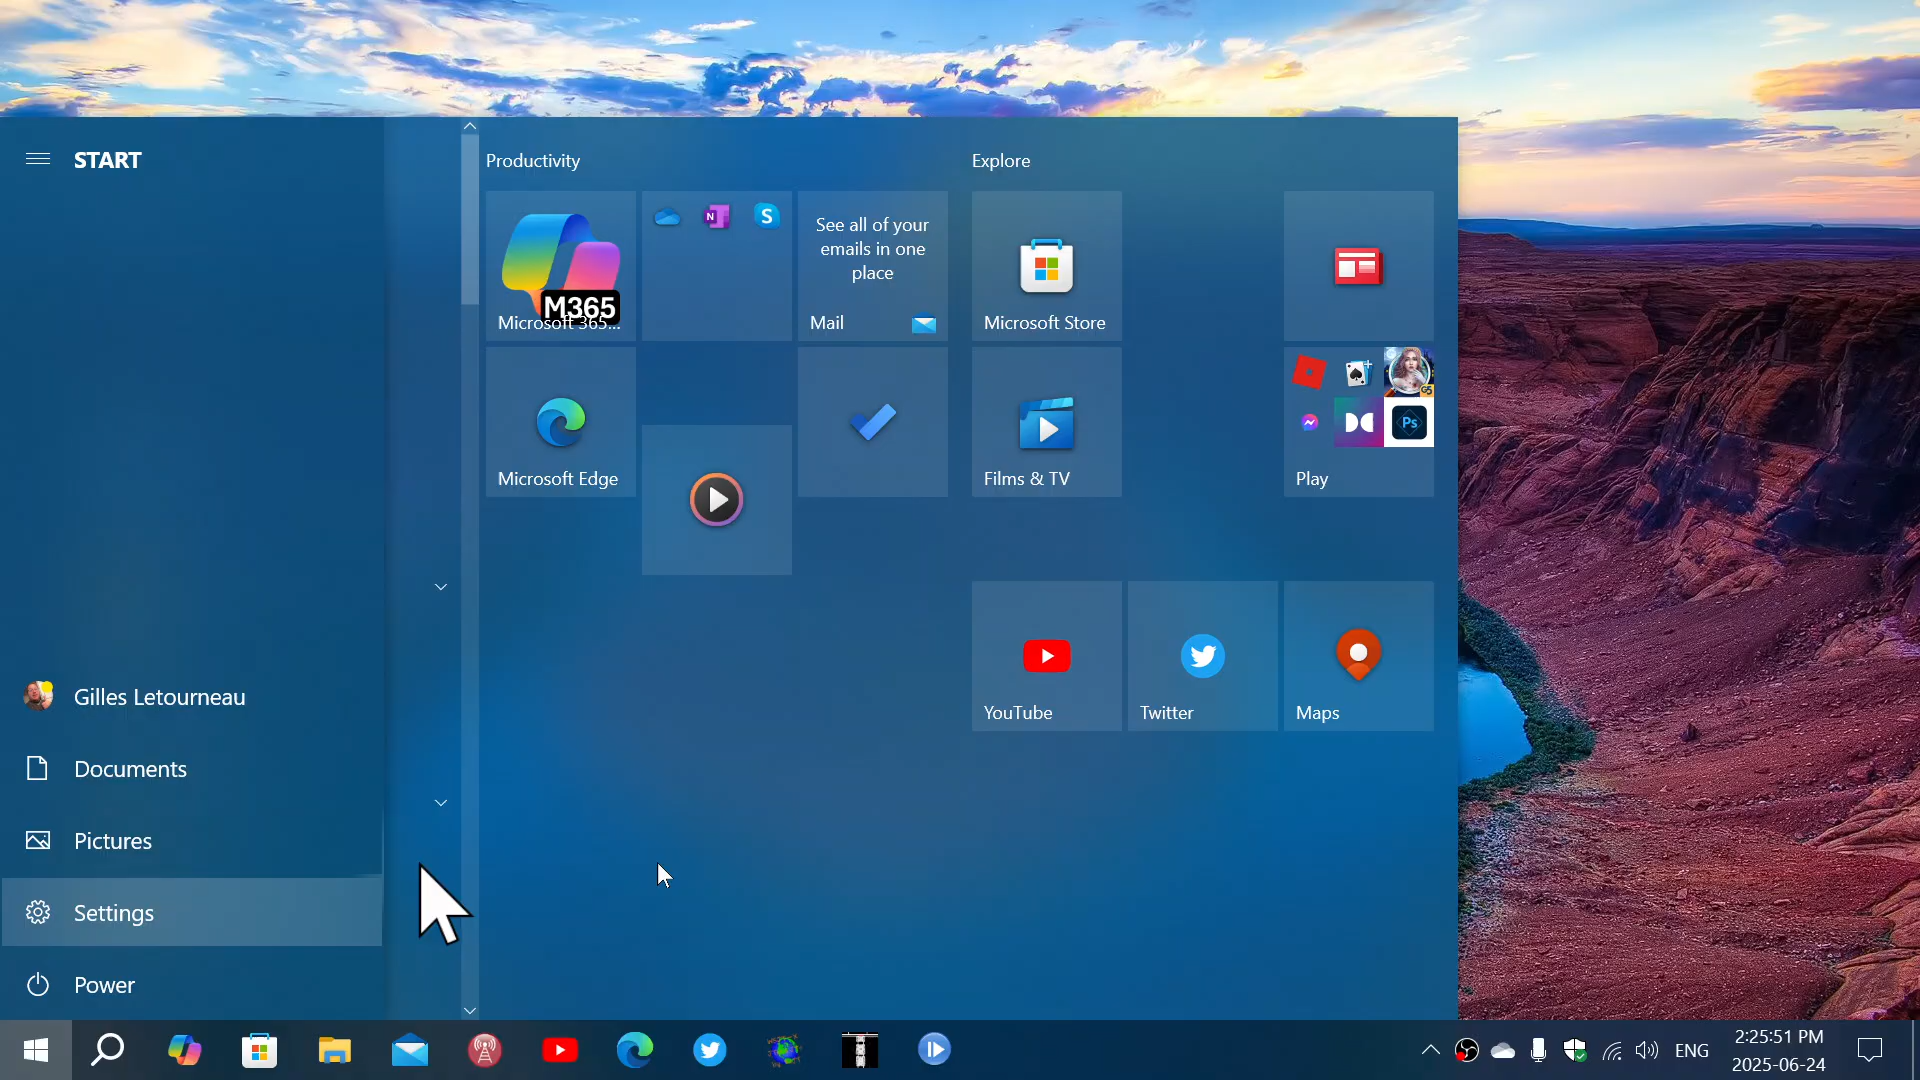 START
Productivity
Explore
M365
Microsoft 365...
N
S
See all of your
emails in one
place
Mail
Microsoft Store
Microsoft Edge
Films & TV
G5
Ps
Play
YouTube
Twitter
Maps
Gilles Letourneau
Documents
Pictures
Settings
Power
ENG
2:25:51 PM
2025-06-24